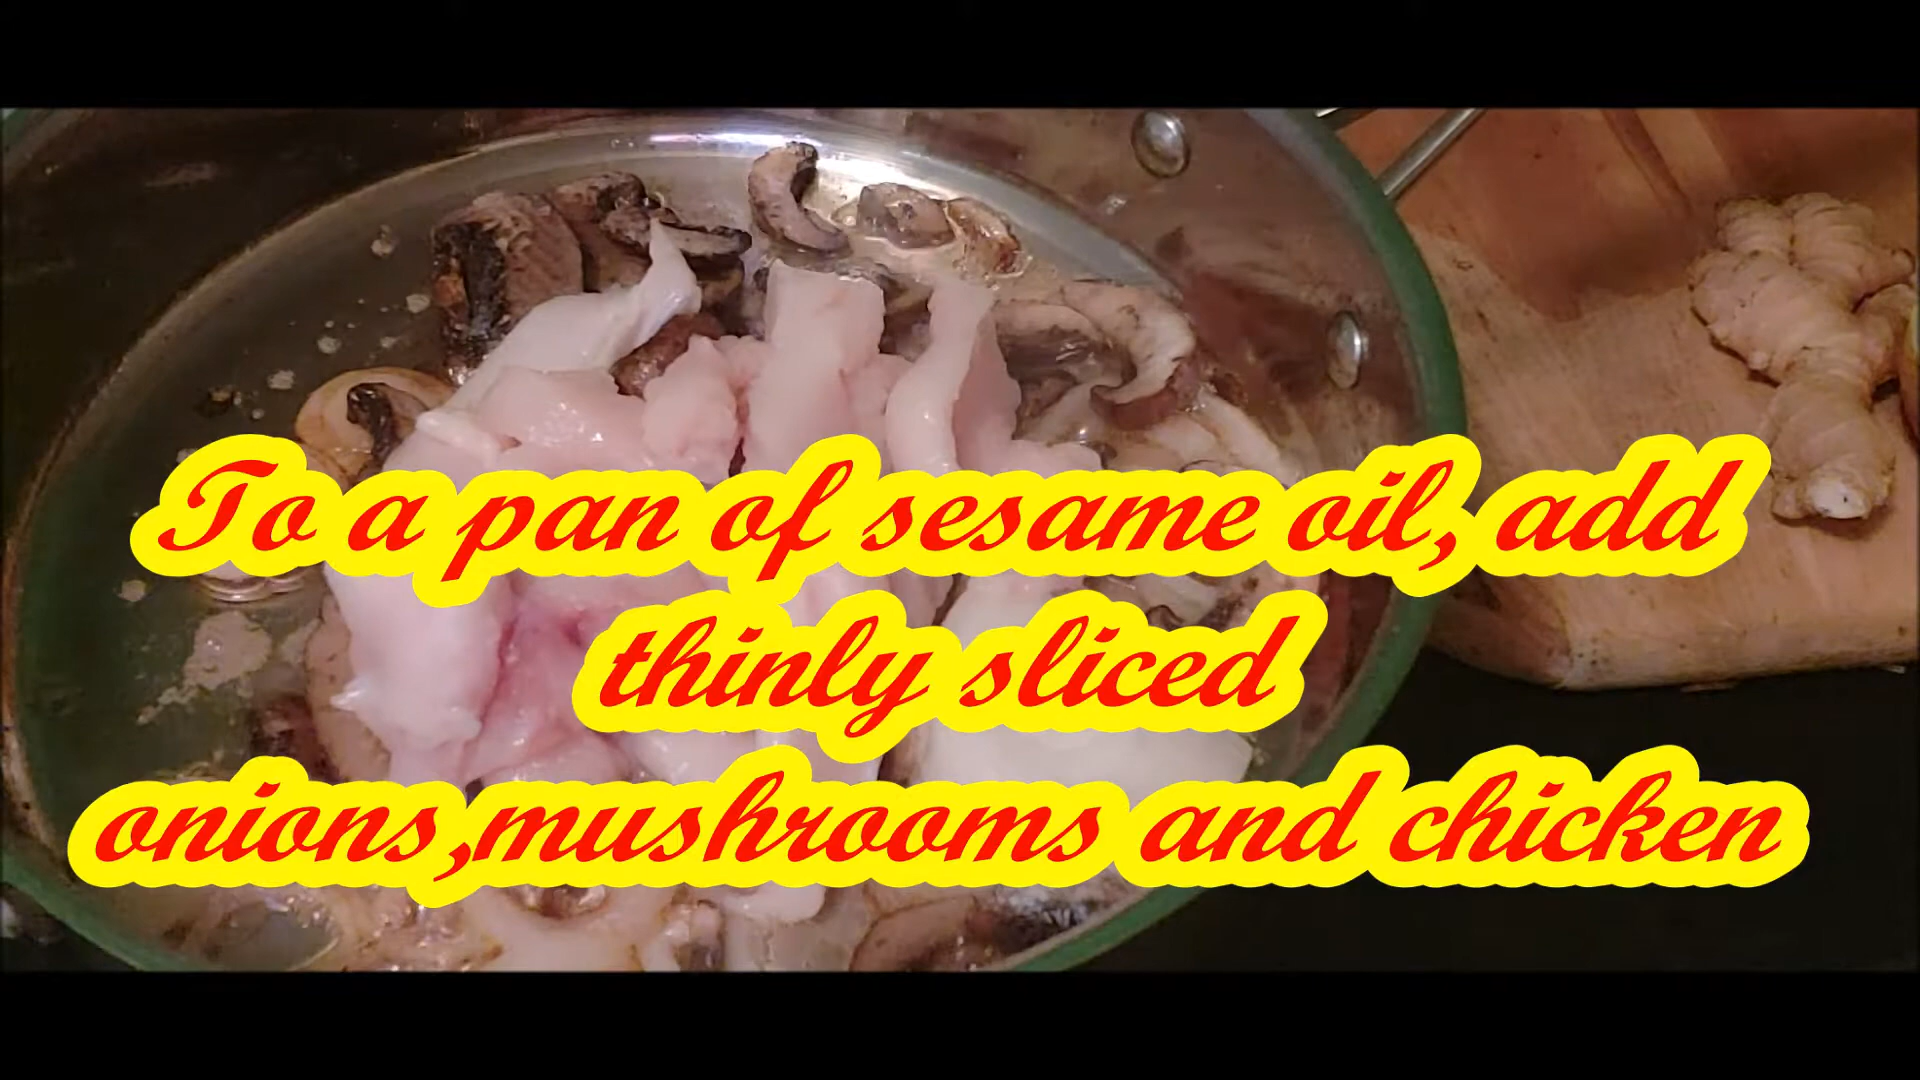 To a pan of sesame oil, add
thinly sliced
onions,mushrooms and chicken